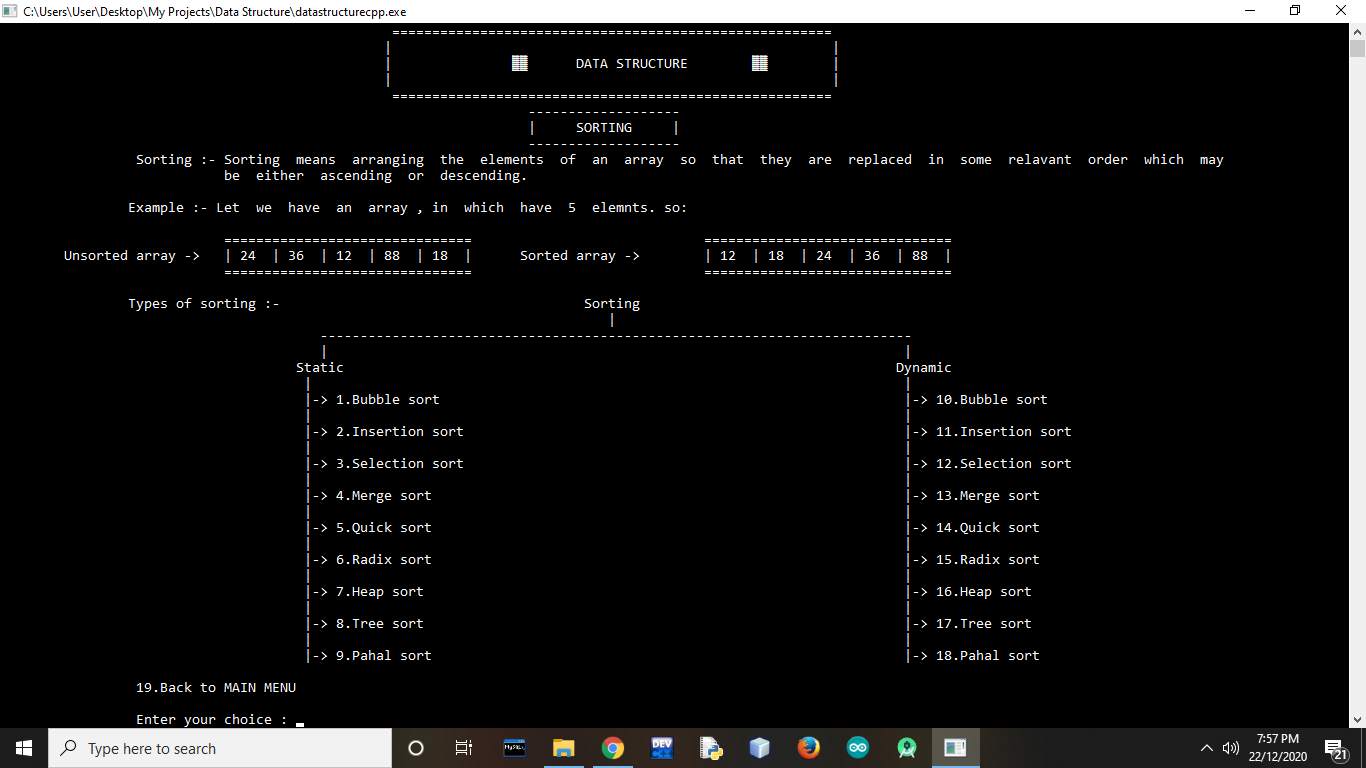 C:\Users\User\Desktop\My Projects\Data Structure\datastructurecpp.exe
DATA STRUCTURE
SORTING
Sorting :- Sorting means arranging the elements of an array so that they are replaced in some relavant order which may
be either ascending or descending.
Example :- Let we have an array , in which have 5 elemnts. so:
Unsorted array -> | 24 | 36 | 12 | 88 | 18 | Sorted array -> | 12 | 18 | 24 | 36 | 88 |
Types of sorting :- Sorting
Static Dynamic
|-> 1.Bubble sort |-> 10.Bubble sort
|-> 2.Insertion sort |-> 11.Insertion sort
|-> 3.Selection sort |-> 12.Selection sort
|-> 4.Merge sort |-> 13.Merge sort
|-> 5.Quick sort |-> 14.Quick sort
|-> 6.Radix sort |-> 15.Radix sort
|-> 7.Heap sort |-> 16.Heap sort
|-> 8.Tree sort |-> 17.Tree sort
|-> 9.Pahal sort |-> 18.Pahal sort
19.Back to MAIN MENU
Enter your choice :
Type here to search
MySQL
DEV
7:57 PM
22/12/2020
21